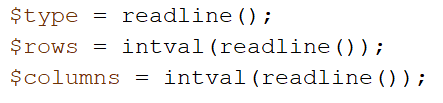 $type = readline();
$rows = intval(readline());
$columns = intval(readline());